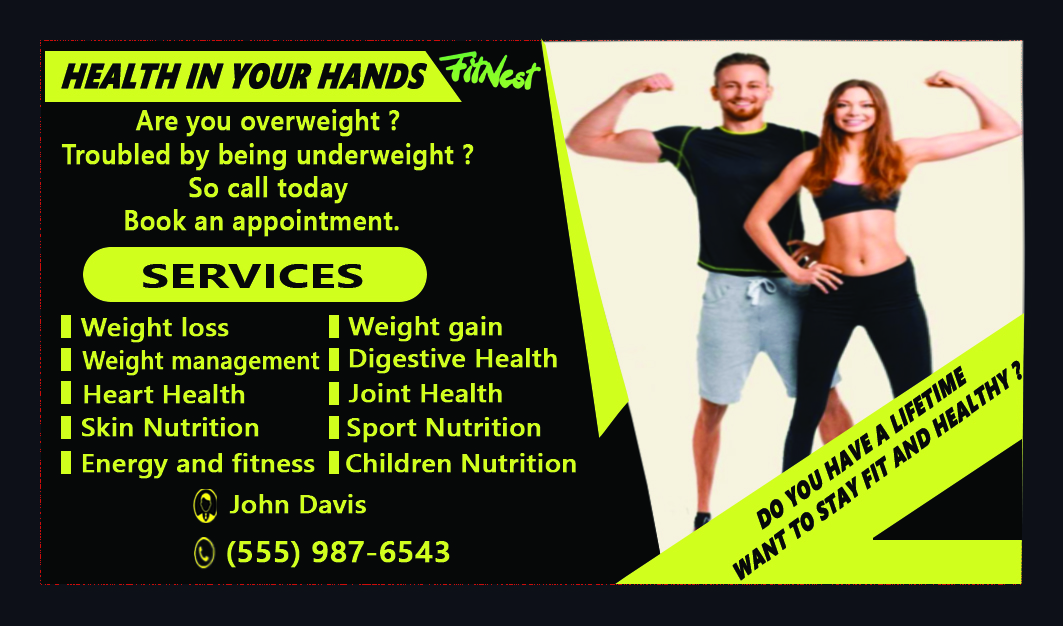 HEALTH IN YOUR HANDS
FitNest
Are you overweight ?
Troubled by being underweight ?
So call today
Book an appointment.
SERVICES
Weight loss
Weight gain
Weight management
Digestive Health
Heart Health
Joint Health
Skin Nutrition
Sport Nutrition
Energy and fitness
Children Nutrition
John Davis
(555) 987-6543
DO YOU HAVE A LIFETIME
WANT TO STAY FIT AND HEALTHY ?